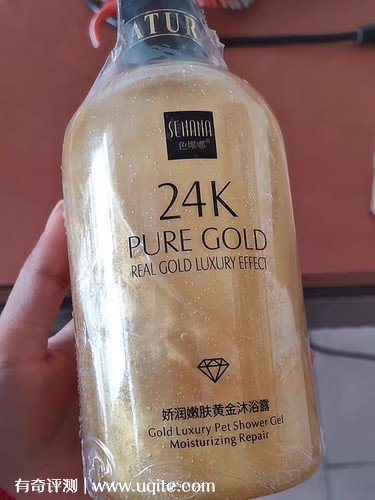 ATUR
SENANA
色娜娜®
24K
PURE GOLD
REAL GOLD LUXURY EFFECT
娇润嫩肤黄金沐浴露
Gold Luxury Pet Shower Gel
Moisturizing Repair
有奇评测 | www.uqite.com